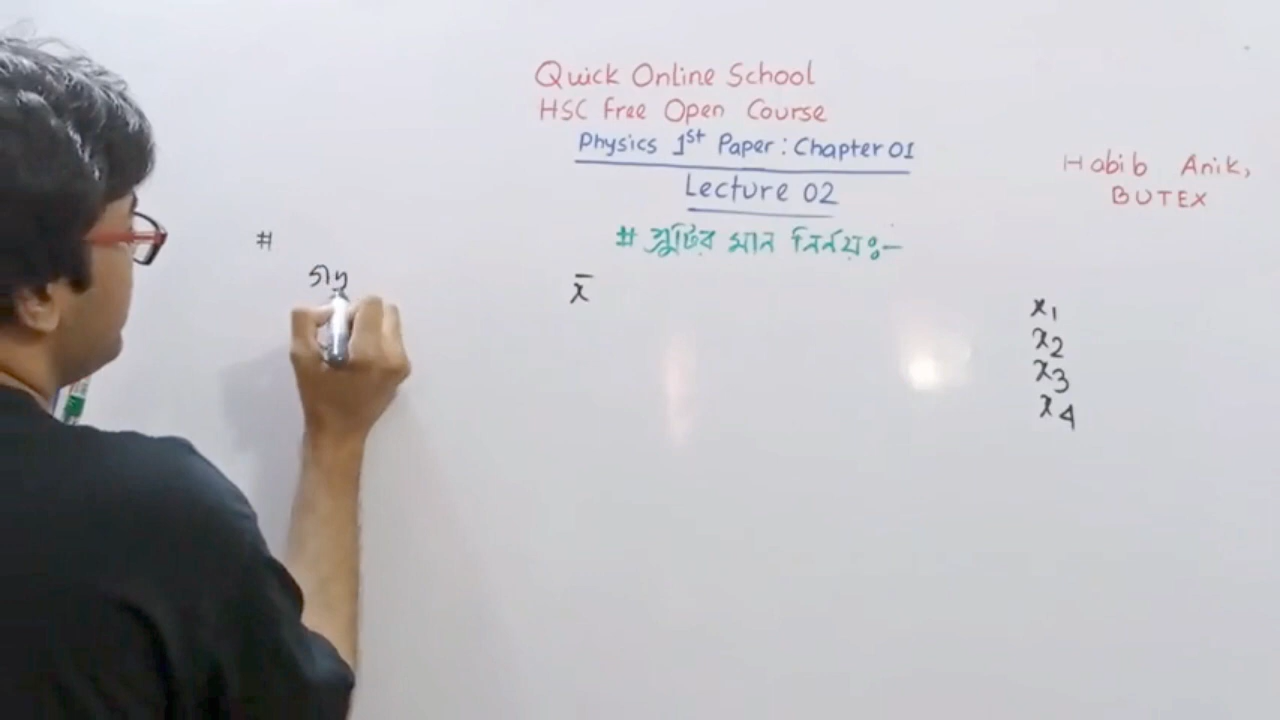 Quick Online School
HSC Free Open Course
Physics 1st Paper : Chapter 01
Lecture 02
Habib Anik,
BUTEX
# ত্রুটির মান নির্নয়ঃ-
#
x̄
x1
x2
x3
x4